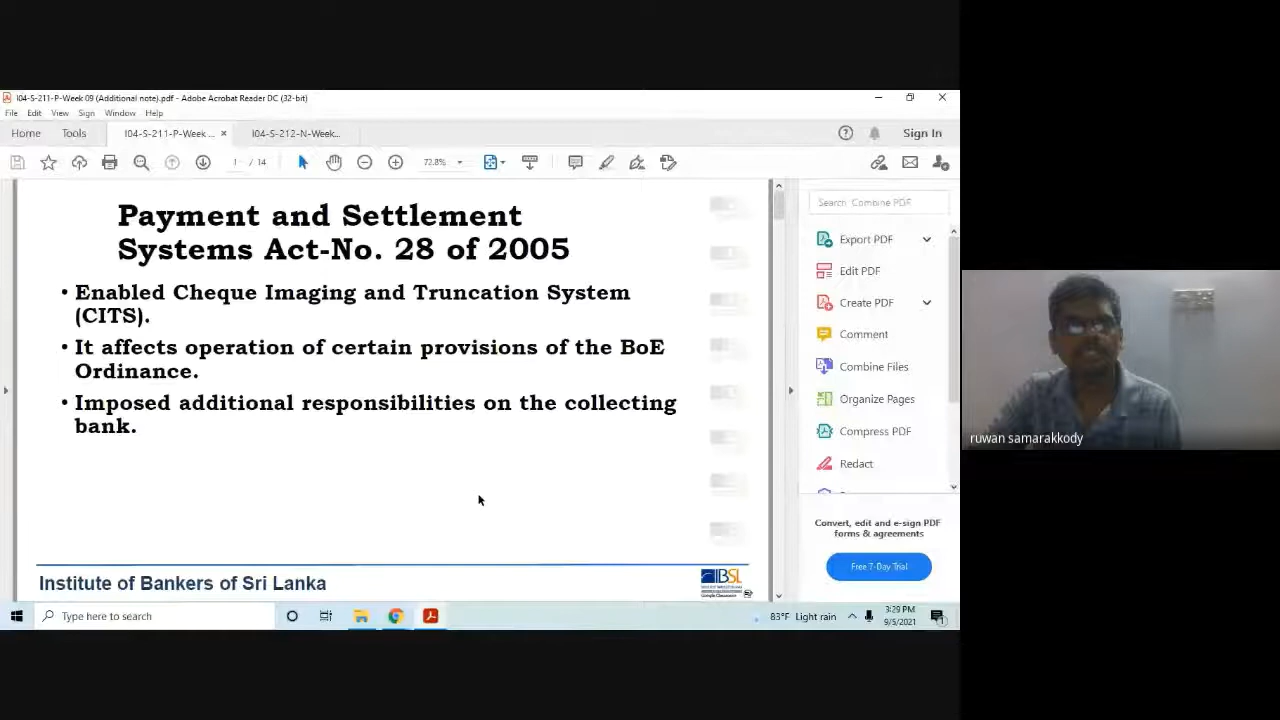 I04-S-211-P-Week 09 (Additional note).pdf - Adobe Acrobat Reader DC (32-bit)
File Edit View Sign Window Help
Home Tools I04-S-211-P-Week ... × I04-S-212-N-Week... Sign In
1 / 14 72.8%
Payment and Settlement
Systems Act-No. 28 of 2005
• Enabled Cheque Imaging and Truncation System
(CITS).
• It affects operation of certain provisions of the BoE
Ordinance.
• Imposed additional responsibilities on the collecting
bank.
Institute of Bankers of Sri Lanka
IBSL
Search 'Combine PDF'
Export PDF
Edit PDF
Create PDF
Comment
Combine Files
Organize Pages
Compress PDF
Redact
Convert, edit and e-sign PDF
forms & agreements
Free 7-Day Trial
Type here to search
83°F Light rain
3:29 PM
9/5/2021
ruwan samarakkody